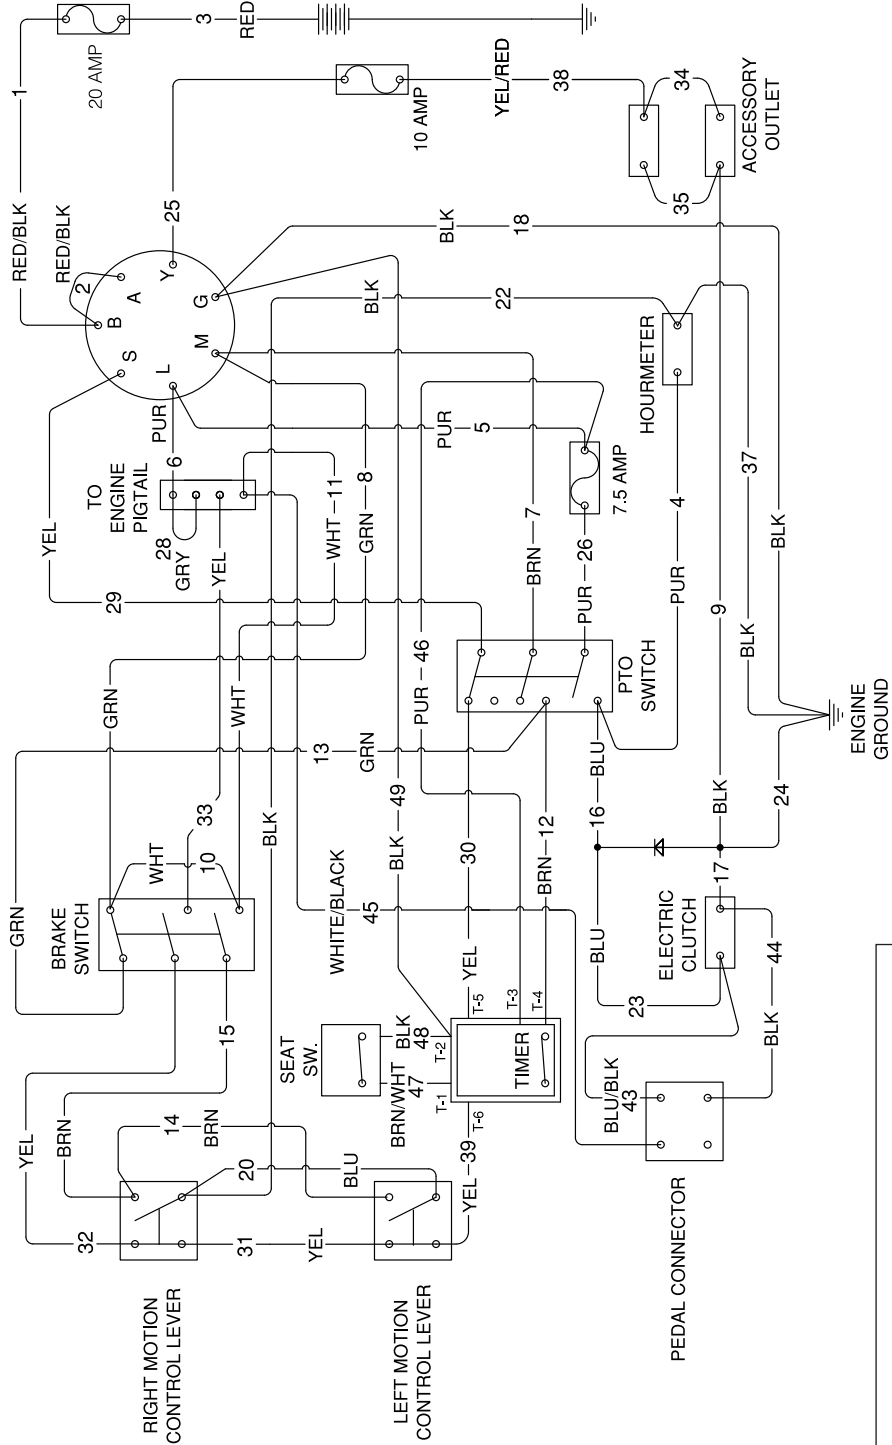 RIGHT MOTION
CONTROL LEVER
LEFT MOTION
CONTROL LEVER
PEDAL CONNECTOR
32
31
YEL
YEL
BRN
14
BRN
20
BLU
YEL
39
T-6
T-1
BRN/WHT
47
BLK
48
T-2
SEAT
SW.
TIMER
T-5
T-3
T-4
BLU/BLK
43
BLK
44
15
GRN
BRAKE
SWITCH
WHT
10
33
BLK
WHITE/BLACK
45
BLK
49
YEL
30
BRN
12
BLU
23
ELECTRIC
CLUTCH
17
BLK
24
16
BLU
13
GRN
GRN
WHT
PUR
46
PTO
SWITCH
ENGINE
GROUND
29
YEL
YEL
28
GRY
TO
ENGINE
PIGTAIL
6
PUR
WHT
11
GRN
8
BRN
7
PUR
26
7.5 AMP
PUR
5
PUR
4
HOURMETER
BLK
37
9
BLK
BLK
22
BLK
18
S
B
A
L
M
G
Y
2
RED/BLK
RED/BLK
1
25
20 AMP
3
RED
10 AMP
YEL/RED
38
34
35
ACCESSORY
OUTLET